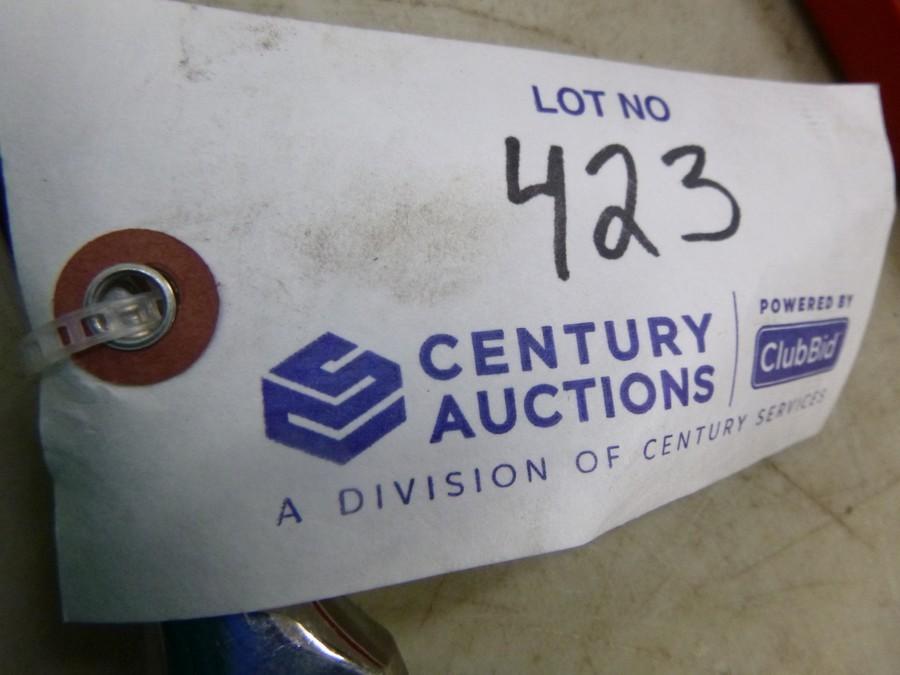 LOT NO
423
CENTURY
AUCTIONS
POWERED BY
ClubBid
A DIVISION OF CENTURY SERVICES